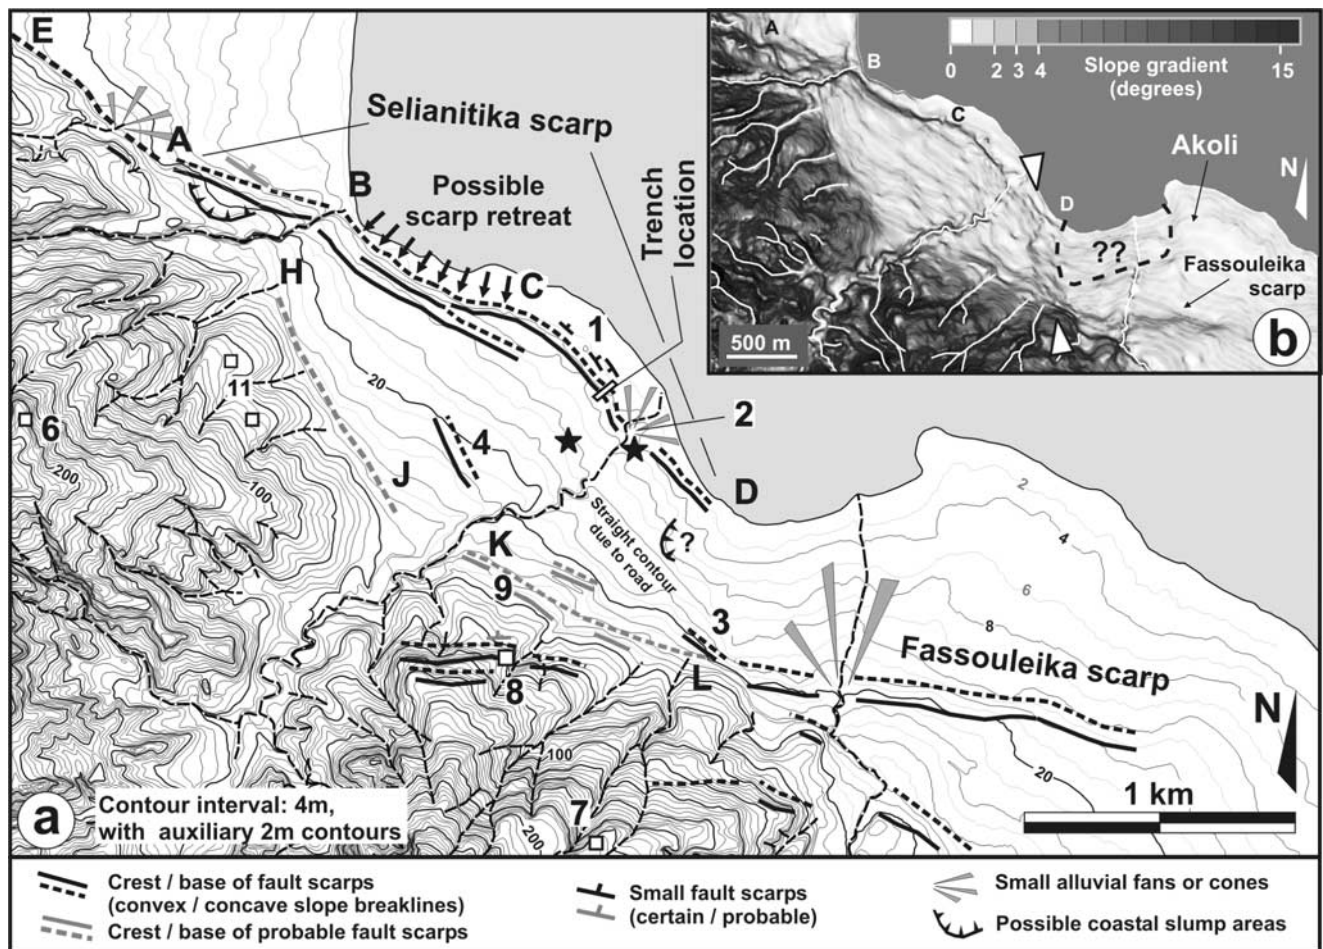 E
A
Selianitika scarp
B
Possible
scarp retreat
Trench
location
C
H
1
20
11
6
200
100
J
4
2
D
Straight contour
due to road
?
K
9
3
8
L
Fassouleika scarp
2
4
6
8
20
100
7
200
N
1 km
a
Contour interval: 4m,
with auxiliary 2m contours
A
B
C
D
0 2 3 4 15
Slope gradient
(degrees)
Akoli
N
??
Fassouleika
scarp
500 m
b
Crest / base of fault scarps
(convex / concave slope breaklines)
Crest / base of probable fault scarps
Small fault scarps
(certain / probable)
Small alluvial fans or cones
Possible coastal slump areas